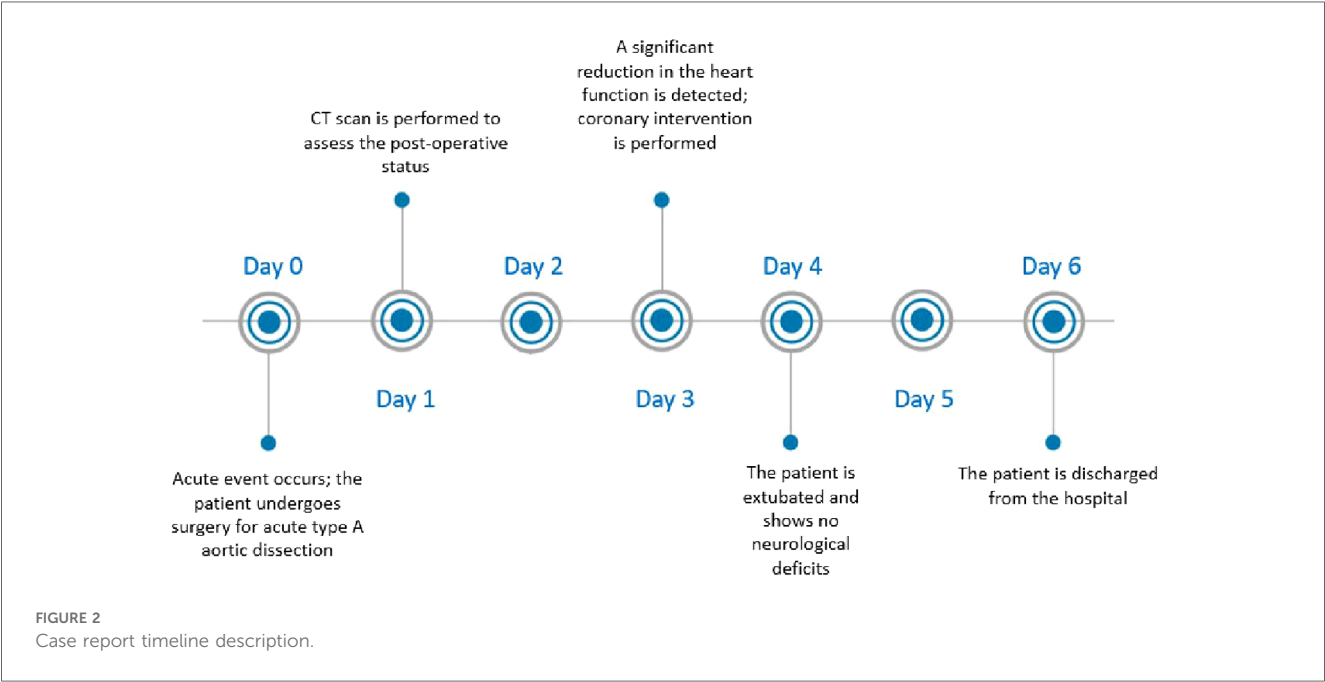 A significant
reduction in the heart
function is detected;
coronary intervention
is performed
CT scan is performed to
assess the post-operative
status
Day 0
Day 2
Day 4
Day 6
Day 1
Day 3
Day 5
Acute event occurs; the
patient undergoes
surgery for acute type A
aortic dissection
The patient is
extubated and
shows no
neurological
deficits
The patient is discharged
from the hospital
FIGURE 2
Case report timeline description.